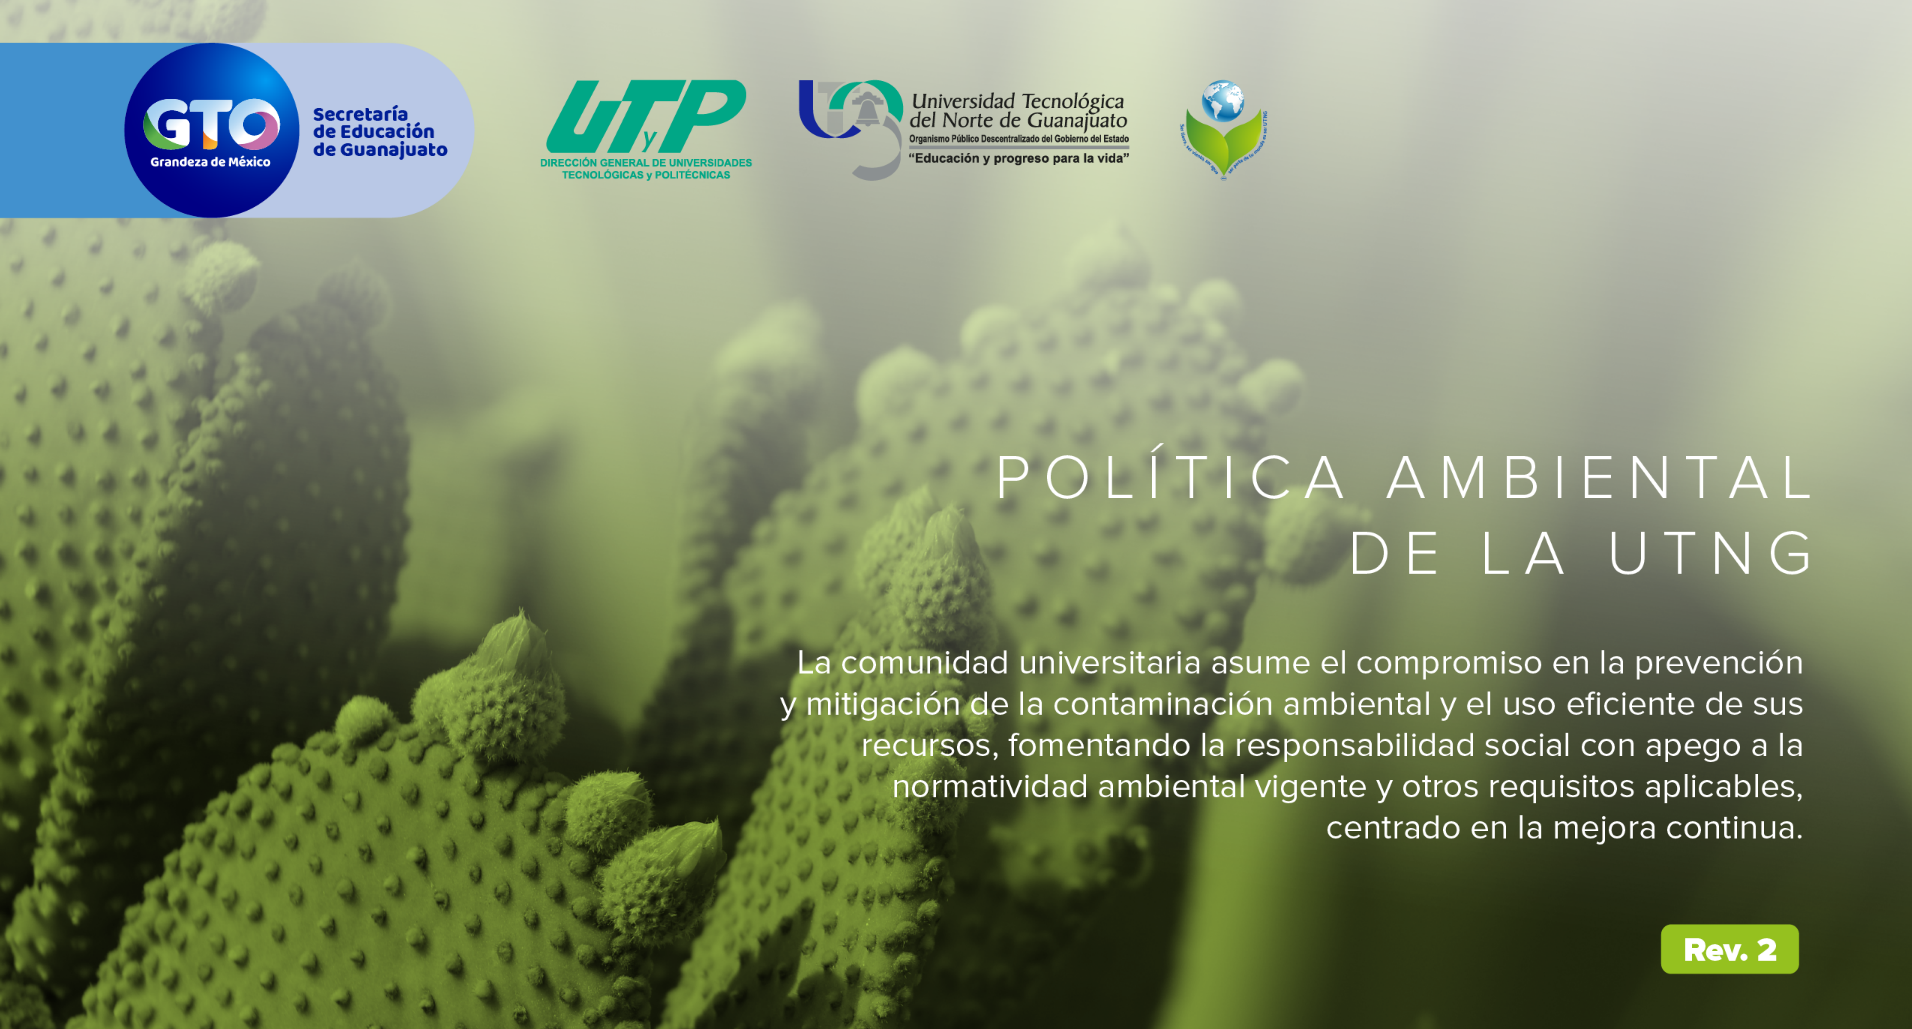 GTO
Grandeza de México
Secretaría
de Educación
de Guanajuato
UTyP
DIRECCIÓN GENERAL DE UNIVERSIDADES
TECNOLÓGICAS y POLITÉCNICAS
Universidad Tecnológica
del Norte de Guanajuato
Organismo Público Descentralizado del Gobierno del Estado
“Educación y progreso para la vida”
POLÍTICA AMBIENTAL
DE LA UTNG
La comunidad universitaria asume el compromiso en la prevención
y mitigación de la contaminación ambiental y el uso eficiente de sus
recursos, fomentando la responsabilidad social con apego a la
normatividad ambiental vigente y otros requisitos aplicables,
centrado en la mejora continua.
Rev. 2